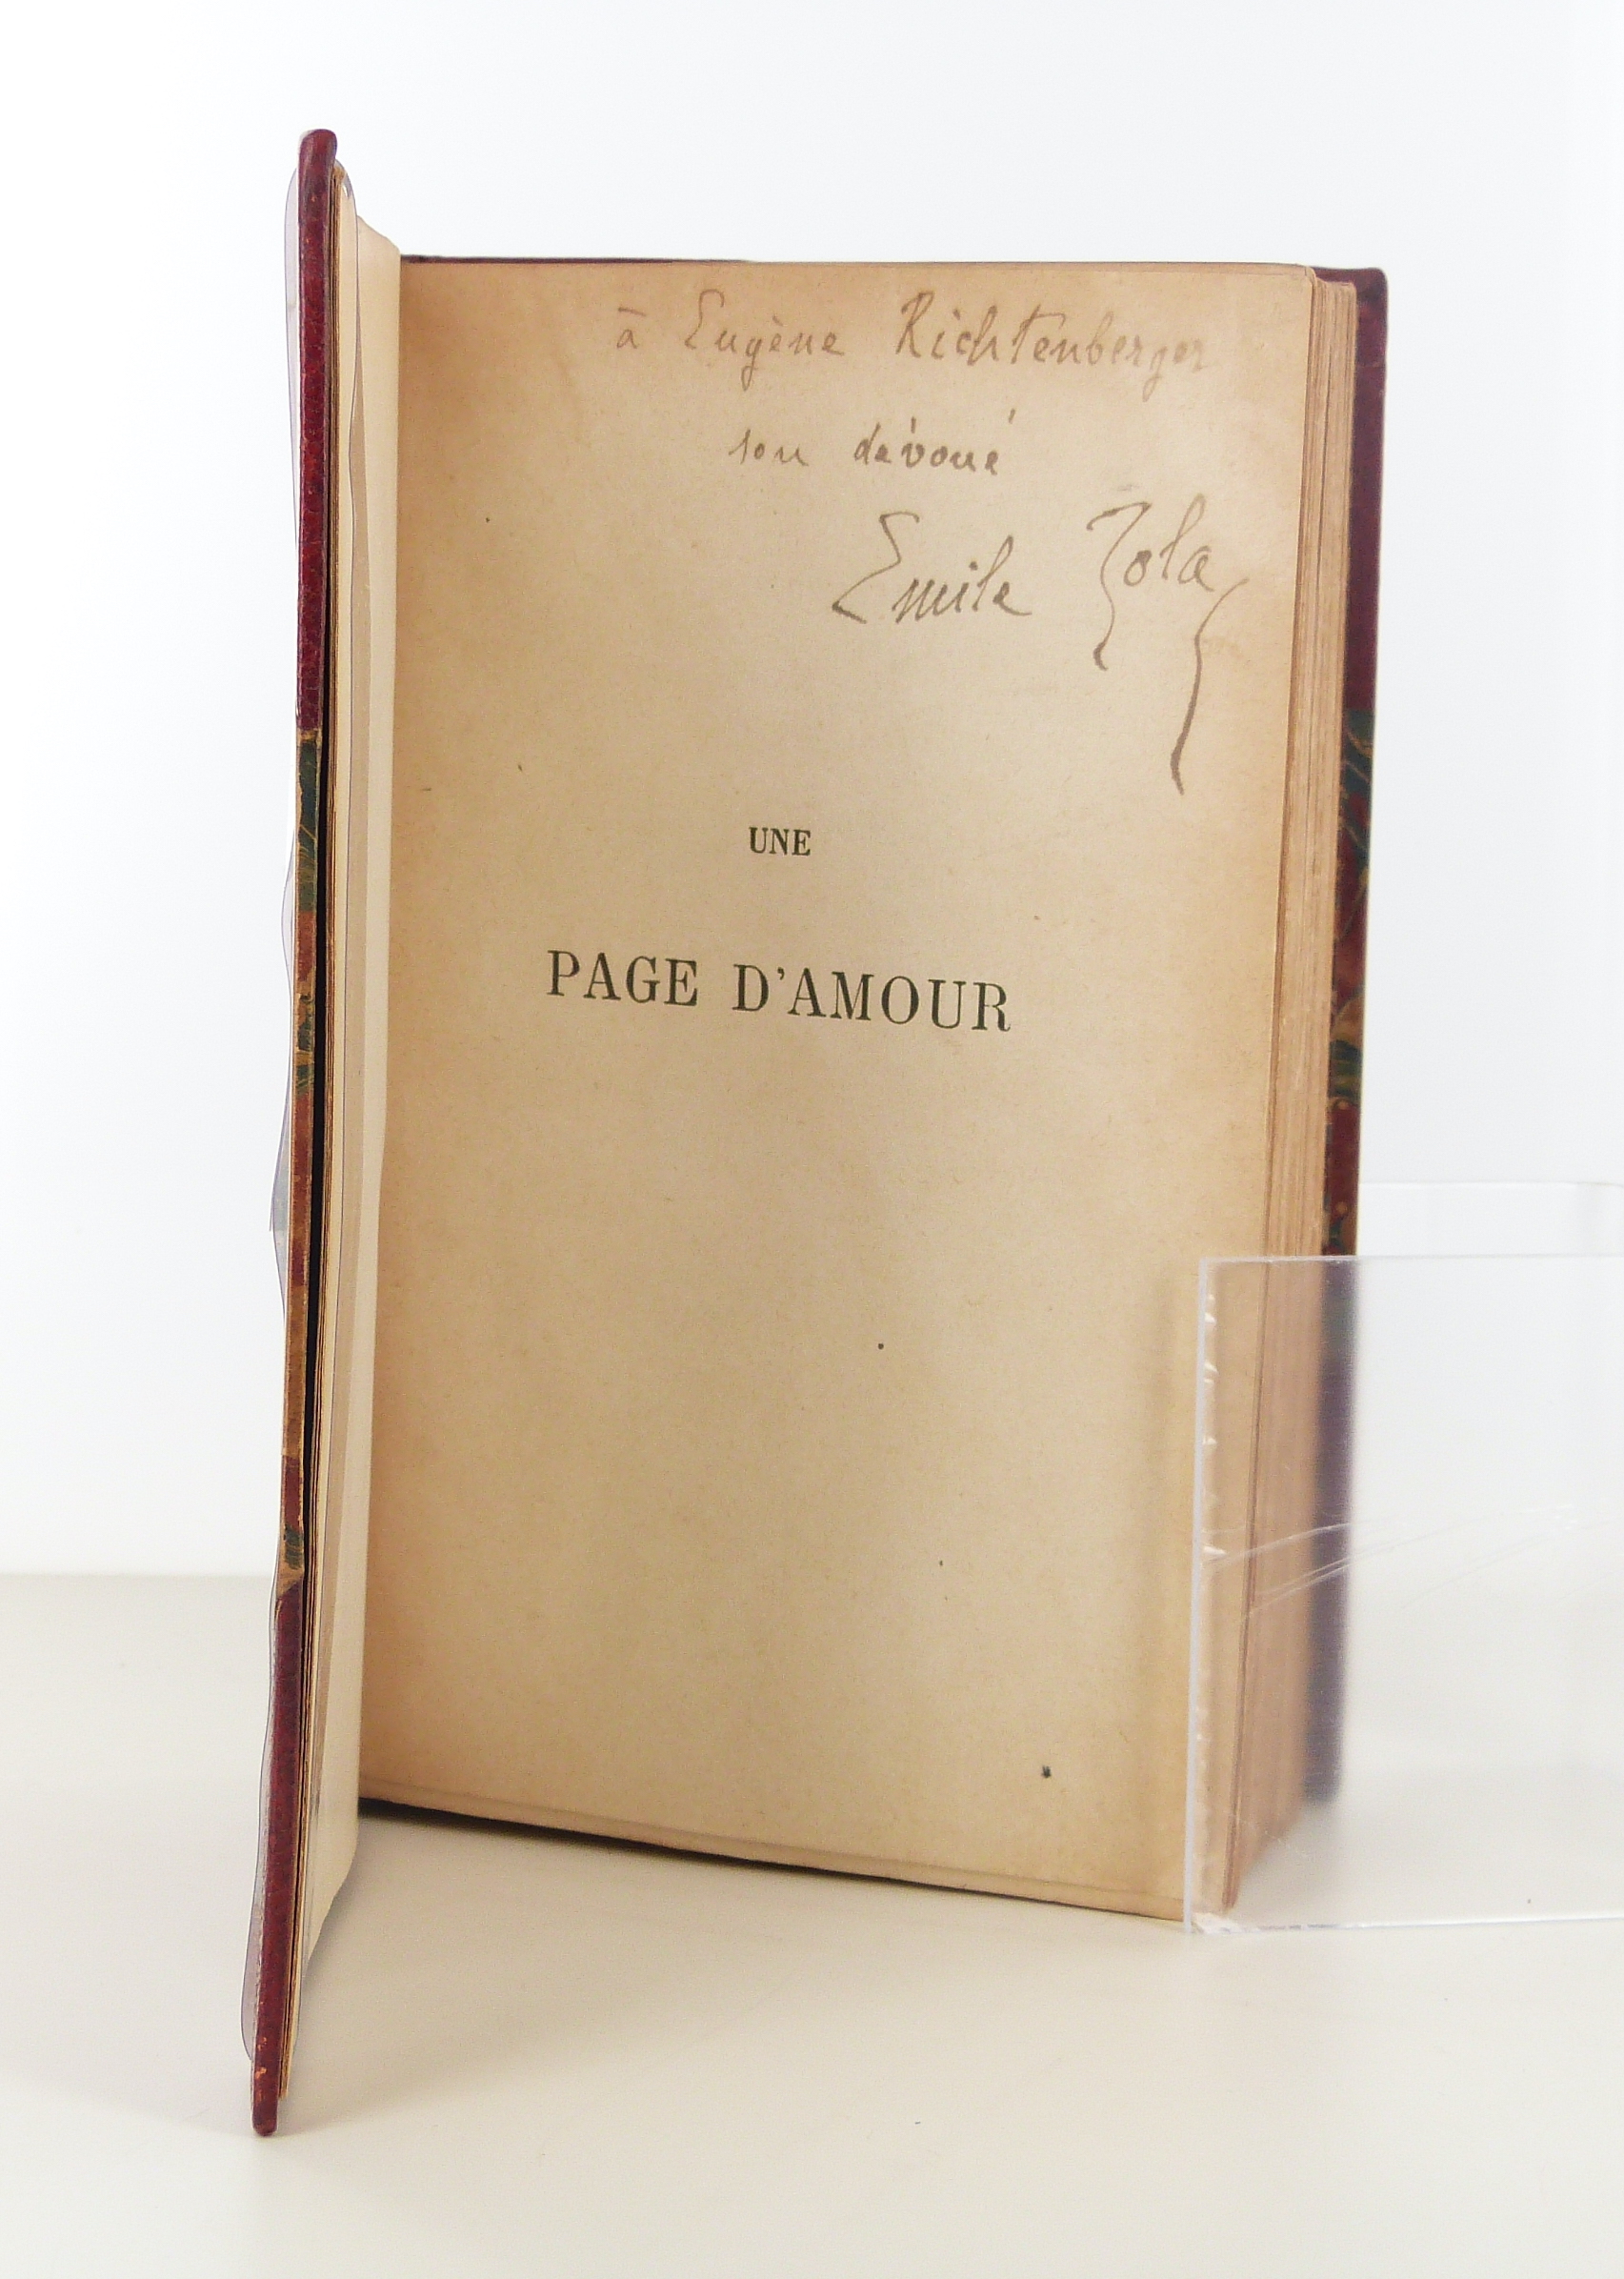 à Eugène Richtenberger
son dévoué
Emile Zola
UNE
PAGE D'AMOUR